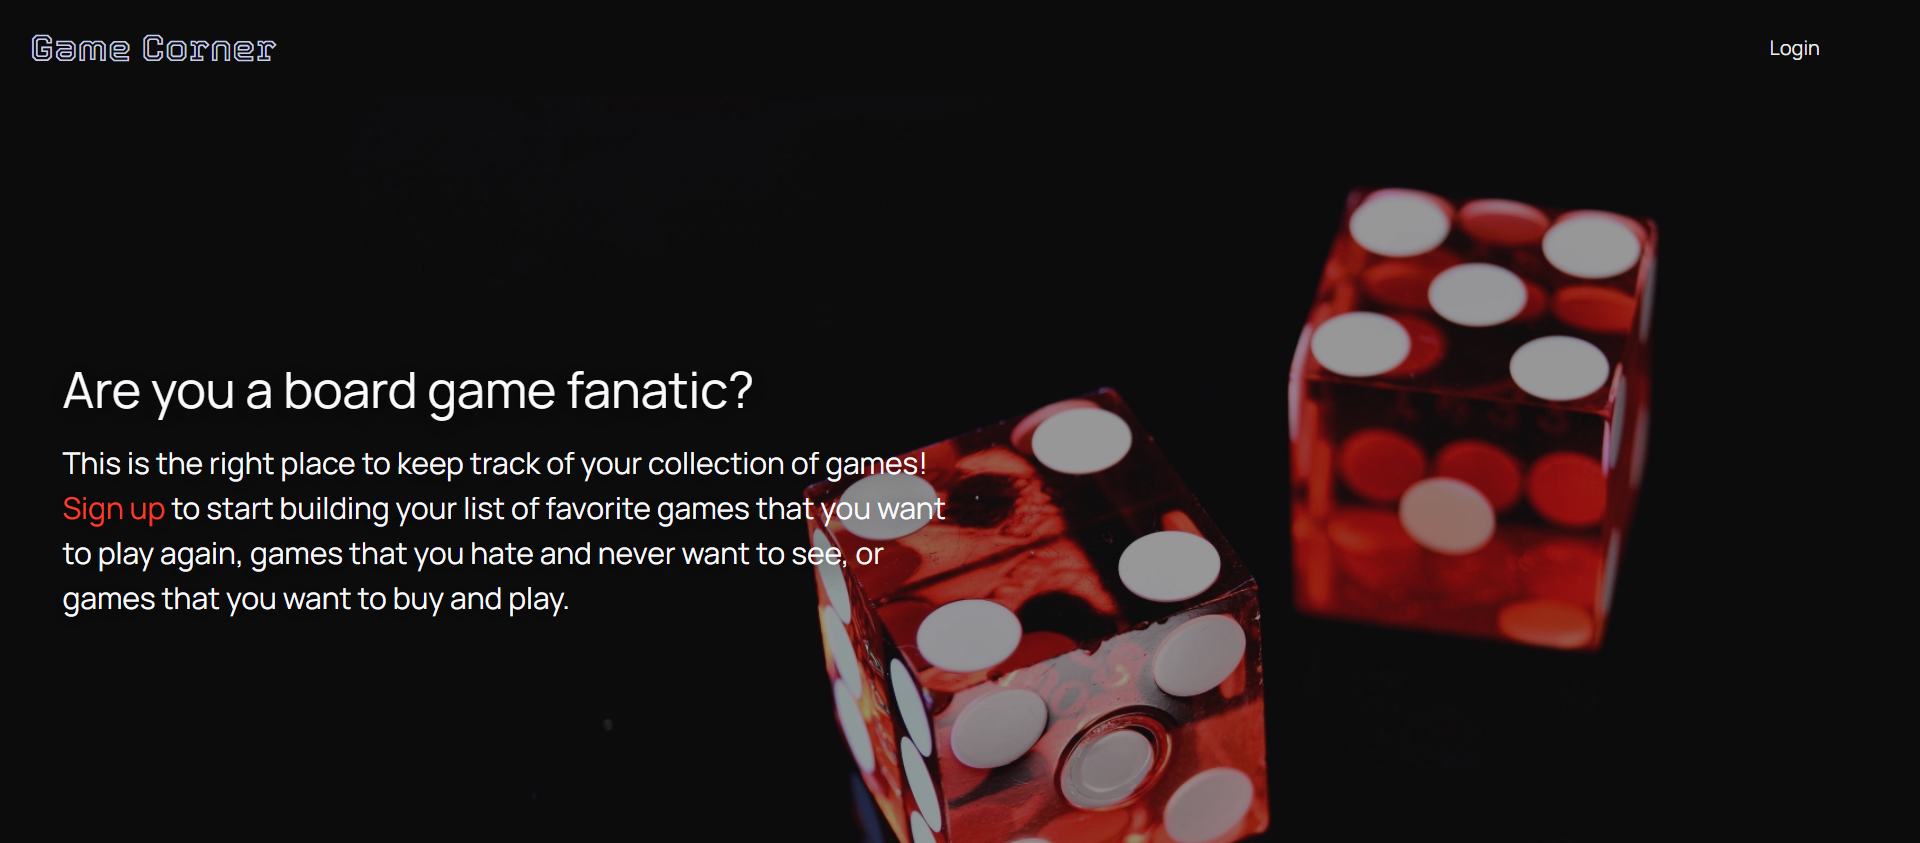 Game Corner
Login
Are you a board game fanatic?
This is the right place to keep track of your collection of games!
Sign up to start building your list of favorite games that you want
to play again, games that you hate and never want to see, or
games that you want to buy and play.